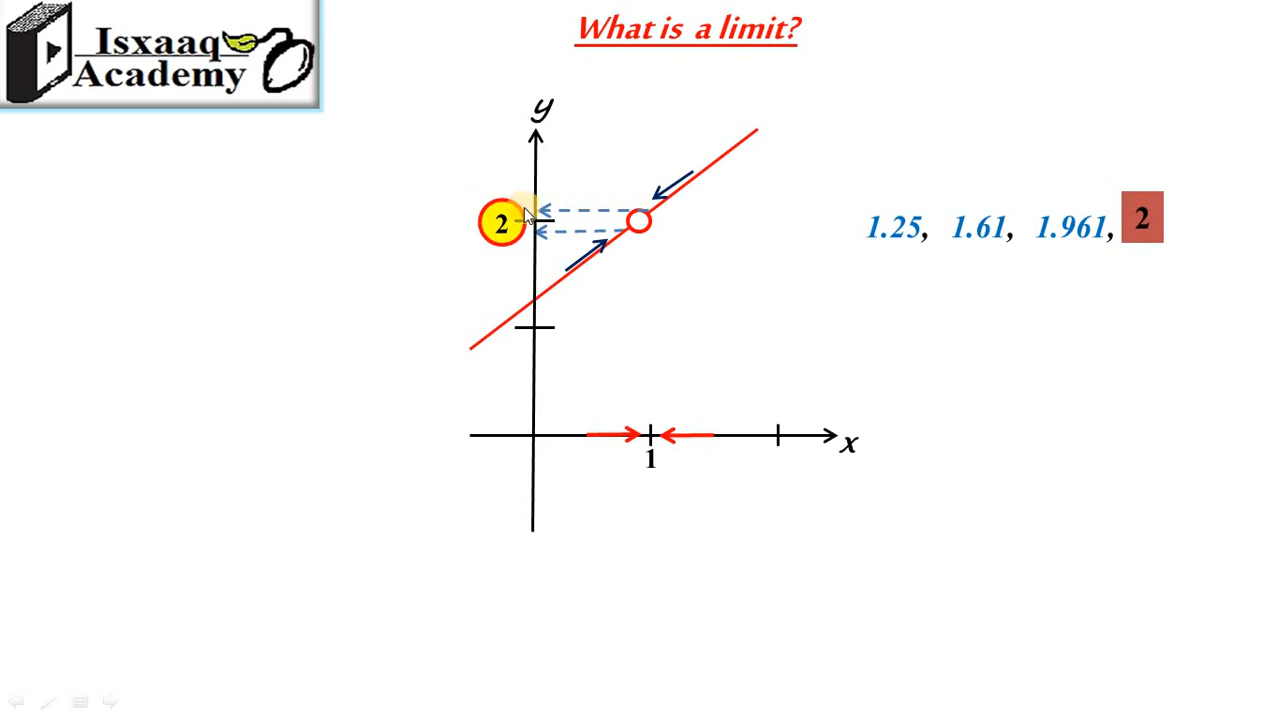 Isxaaq
Academy
What is a limit?
y
2
1.25, 1.61, 1.961, 2
x
1